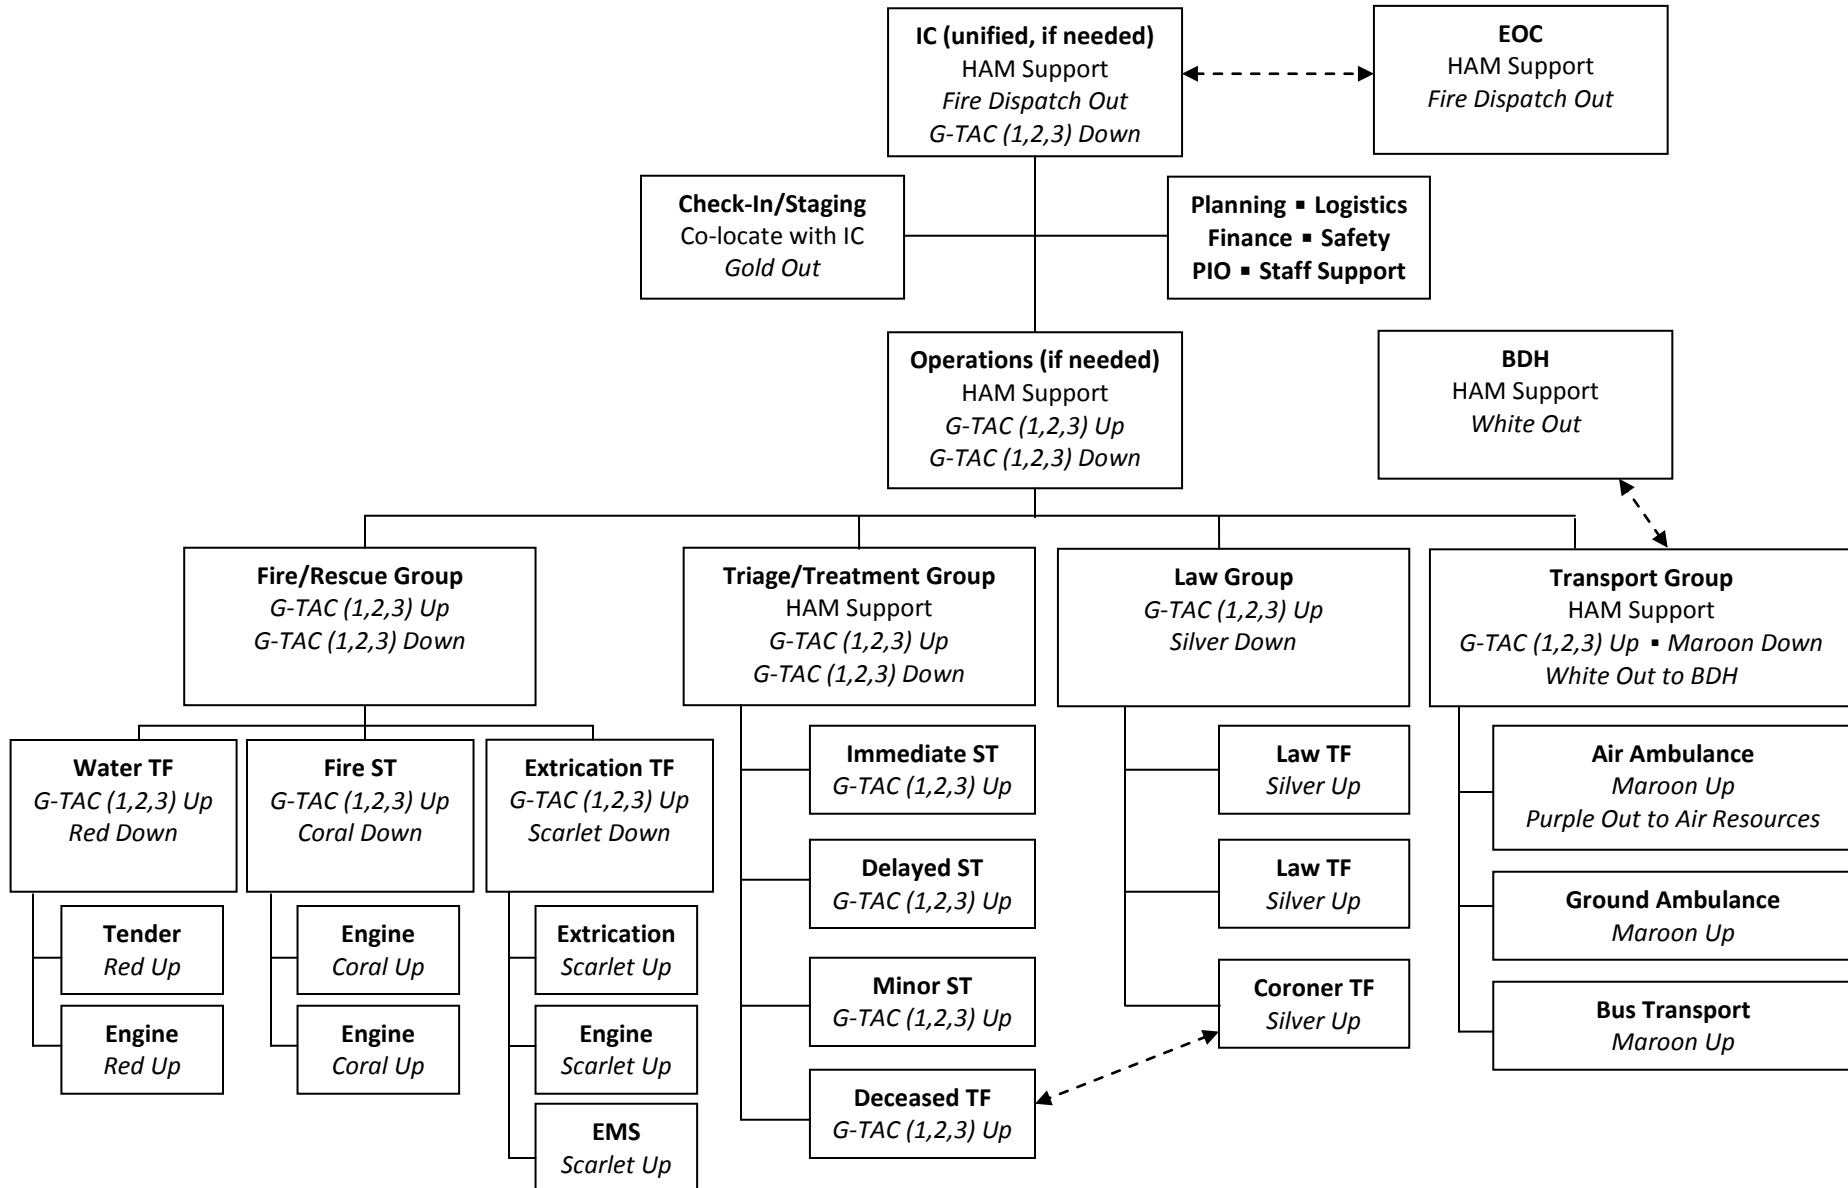 IC (unified, if needed)
HAM Support
Fire Dispatch Out
G-TAC (1,2,3) Down
EOC
HAM Support
Fire Dispatch Out
Check-In/Staging
Co-locate with IC
Gold Out
Planning ▪ Logistics
Finance ▪ Safety
PIO ▪ Staff Support
Operations (if needed)
HAM Support
G-TAC (1,2,3) Up
G-TAC (1,2,3) Down
BDH
HAM Support
White Out
Fire/Rescue Group
G-TAC (1,2,3) Up
G-TAC (1,2,3) Down
Triage/Treatment Group
HAM Support
G-TAC (1,2,3) Up
G-TAC (1,2,3) Down
Law Group
G-TAC (1,2,3) Up
Silver Down
Transport Group
HAM Support
G-TAC (1,2,3) Up ▪ Maroon Down
White Out to BDH
Water TF
G-TAC (1,2,3) Up
Red Down
Fire ST
G-TAC (1,2,3) Up
Coral Down
Extrication TF
G-TAC (1,2,3) Up
Scarlet Down
Tender
Red Up
Engine
Red Up
Engine
Coral Up
Engine
Coral Up
Extrication
Scarlet Up
Engine
Scarlet Up
EMS
Scarlet Up
Immediate ST
G-TAC (1,2,3) Up
Delayed ST
G-TAC (1,2,3) Up
Minor ST
G-TAC (1,2,3) Up
Deceased TF
G-TAC (1,2,3) Up
Law TF
Silver Up
Law TF
Silver Up
Coroner TF
Silver Up
Air Ambulance
Maroon Up
Purple Out to Air Resources
Ground Ambulance
Maroon Up
Bus Transport
Maroon Up